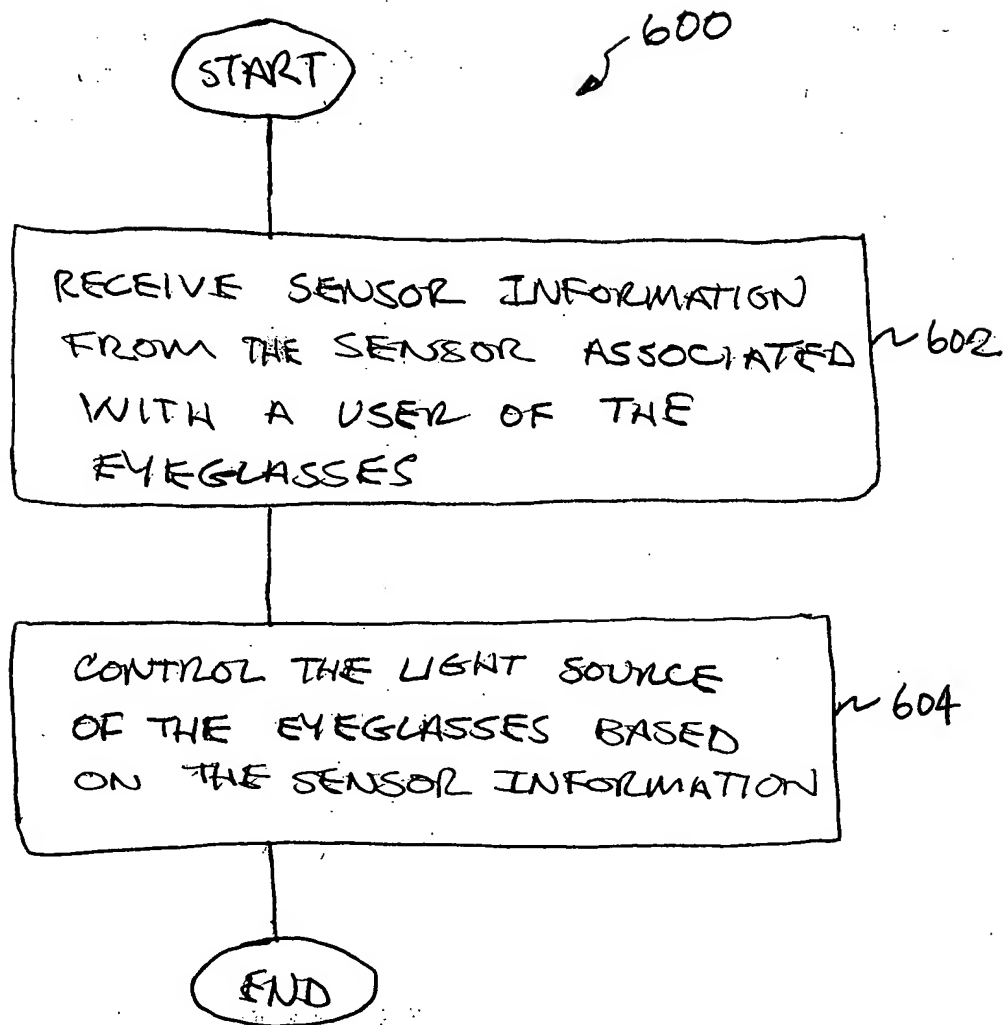 600
START
RECEIVE SENSOR INFORMATION
FROM THE SENSOR ASSOCIATED
WITH A USER OF THE
EYEGLASSES
602
CONTROL THE LIGHT SOURCE
OF THE EYEGLASSES BASED
ON THE SENSOR INFORMATION
604
END